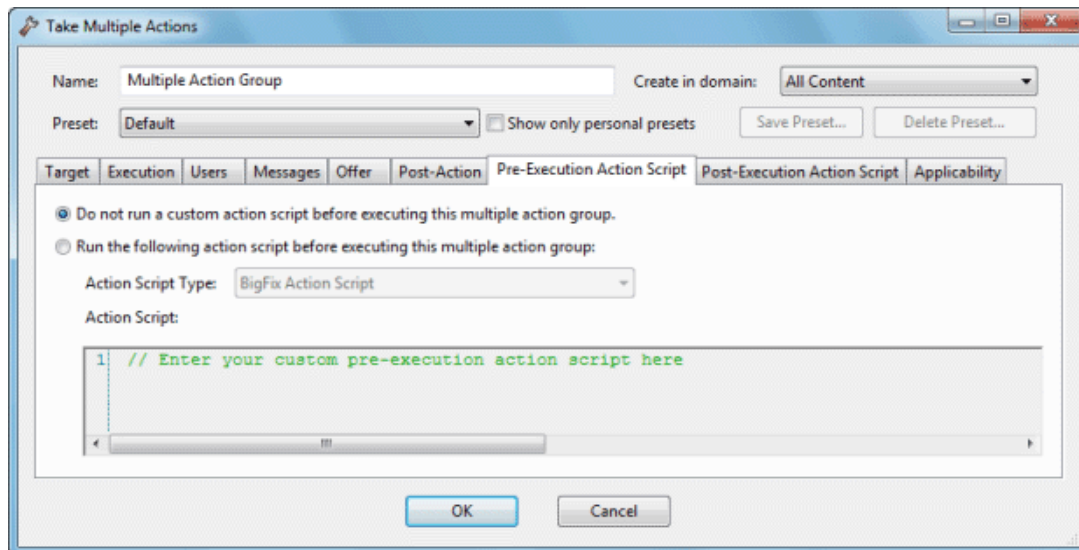 Take Multiple Actions
Name: Multiple Action Group Create in domain: All Content
Preset: Default Show only personal presets Save Preset... Delete Preset...
Target Execution Users Messages Offer Post-Action Pre-Execution Action Script Post-Execution Action Script Applicability
Do not run a custom action script before executing this multiple action group.
Run the following action script before executing this multiple action group:
Action Script Type: BigFix Action Script
Action Script:
1 // Enter your custom pre-execution action script here
OK Cancel